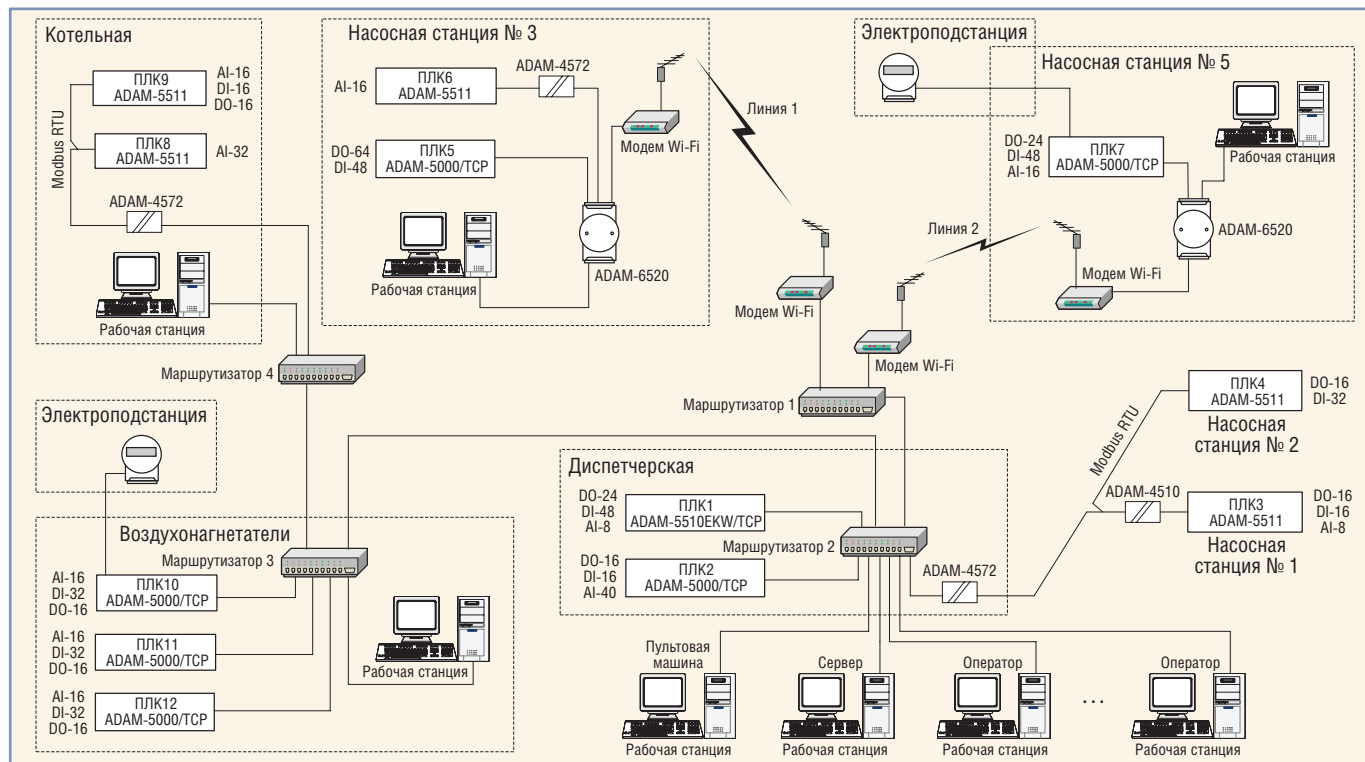 Котельная
ПЛК9
ADAM-5511
AI-16
DI-16
DO-16
Modbus RTU
ПЛК8
ADAM-5511
AI-32
ADAM-4572
Рабочая станция
Насосная станция № 3
AI-16
ПЛК6
ADAM-5511
ADAM-4572
Модем Wi-Fi
DO-64
DI-48
ПЛК5
ADAM-5000/TCP
ADAM-6520
Рабочая станция
Линия 1
Электроподстанция
Насосная станция № 5
DO-24
DI-48
AI-16
ПЛК7
ADAM-5000/TCP
Рабочая станция
ADAM-6520
Линия 2
Модем Wi-Fi
Модем Wi-Fi
Модем Wi-Fi
Маршрутизатор 4
Маршрутизатор 1
Электроподстанция
ПЛК4
ADAM-5511
DO-16
DI-32
Насосная
станция № 2
Modbus RTU
ADAM-4510
ПЛК3
ADAM-5511
DO-16
DI-16
AI-8
Насосная
станция № 1
Диспетчерская
DO-24
DI-48
AI-8
ПЛК1
ADAM-5510EKW/TCP
Маршрутизатор 2
DO-16
DI-16
AI-40
ПЛК2
ADAM-5000/TCP
ADAM-4572
Воздухонагнетатели
Маршрутизатор 3
AI-16
DI-32
DO-16
ПЛК10
ADAM-5000/TCP
AI-16
DI-32
DO-16
ПЛК11
ADAM-5000/TCP
Рабочая станция
AI-16
DI-32
DO-16
ПЛК12
ADAM-5000/TCP
Пультовая
машина
Рабочая станция
Сервер
Рабочая станция
Оператор
Рабочая станция
...
Оператор
Рабочая станция